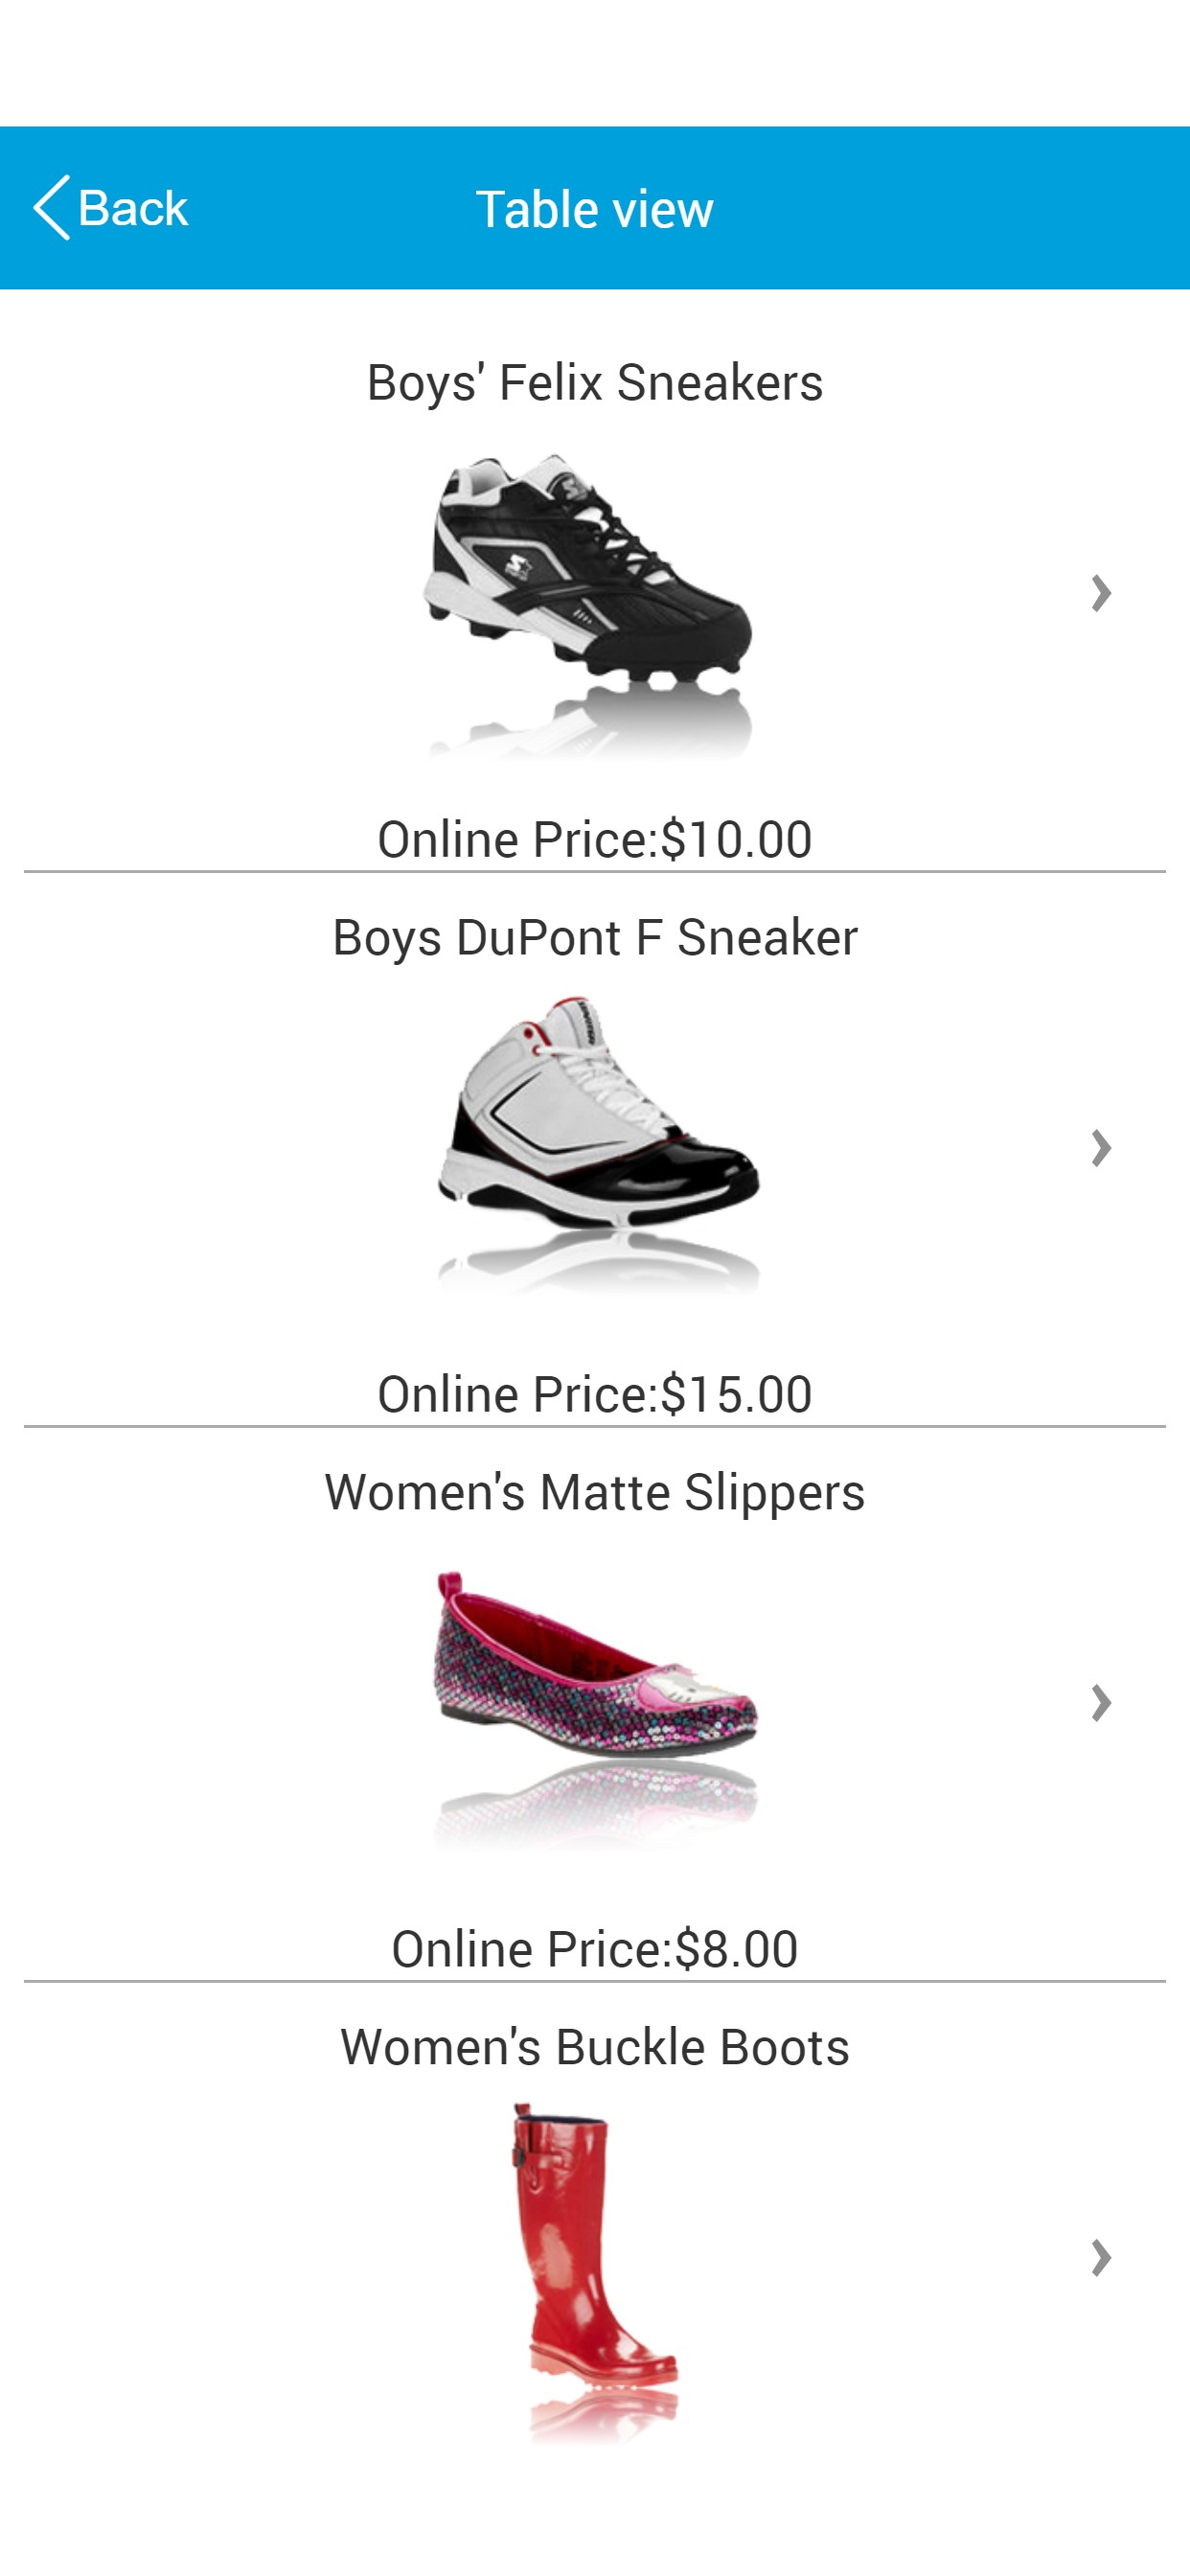 Back
Table view
Boys' Felix Sneakers
Online Price:$10.00
Boys DuPont F Sneaker
Online Price:$15.00
Women's Matte Slippers
Online Price:$8.00
Women's Buckle Boots